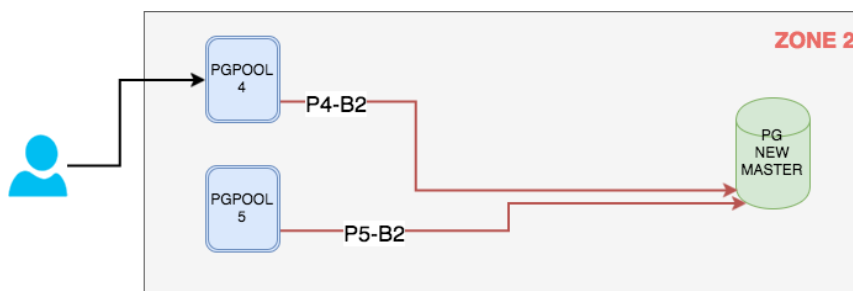 ZONE 2
PGPOOL
4
P4-B2
PG
NEW
MASTER
PGPOOL
5
P5-B2